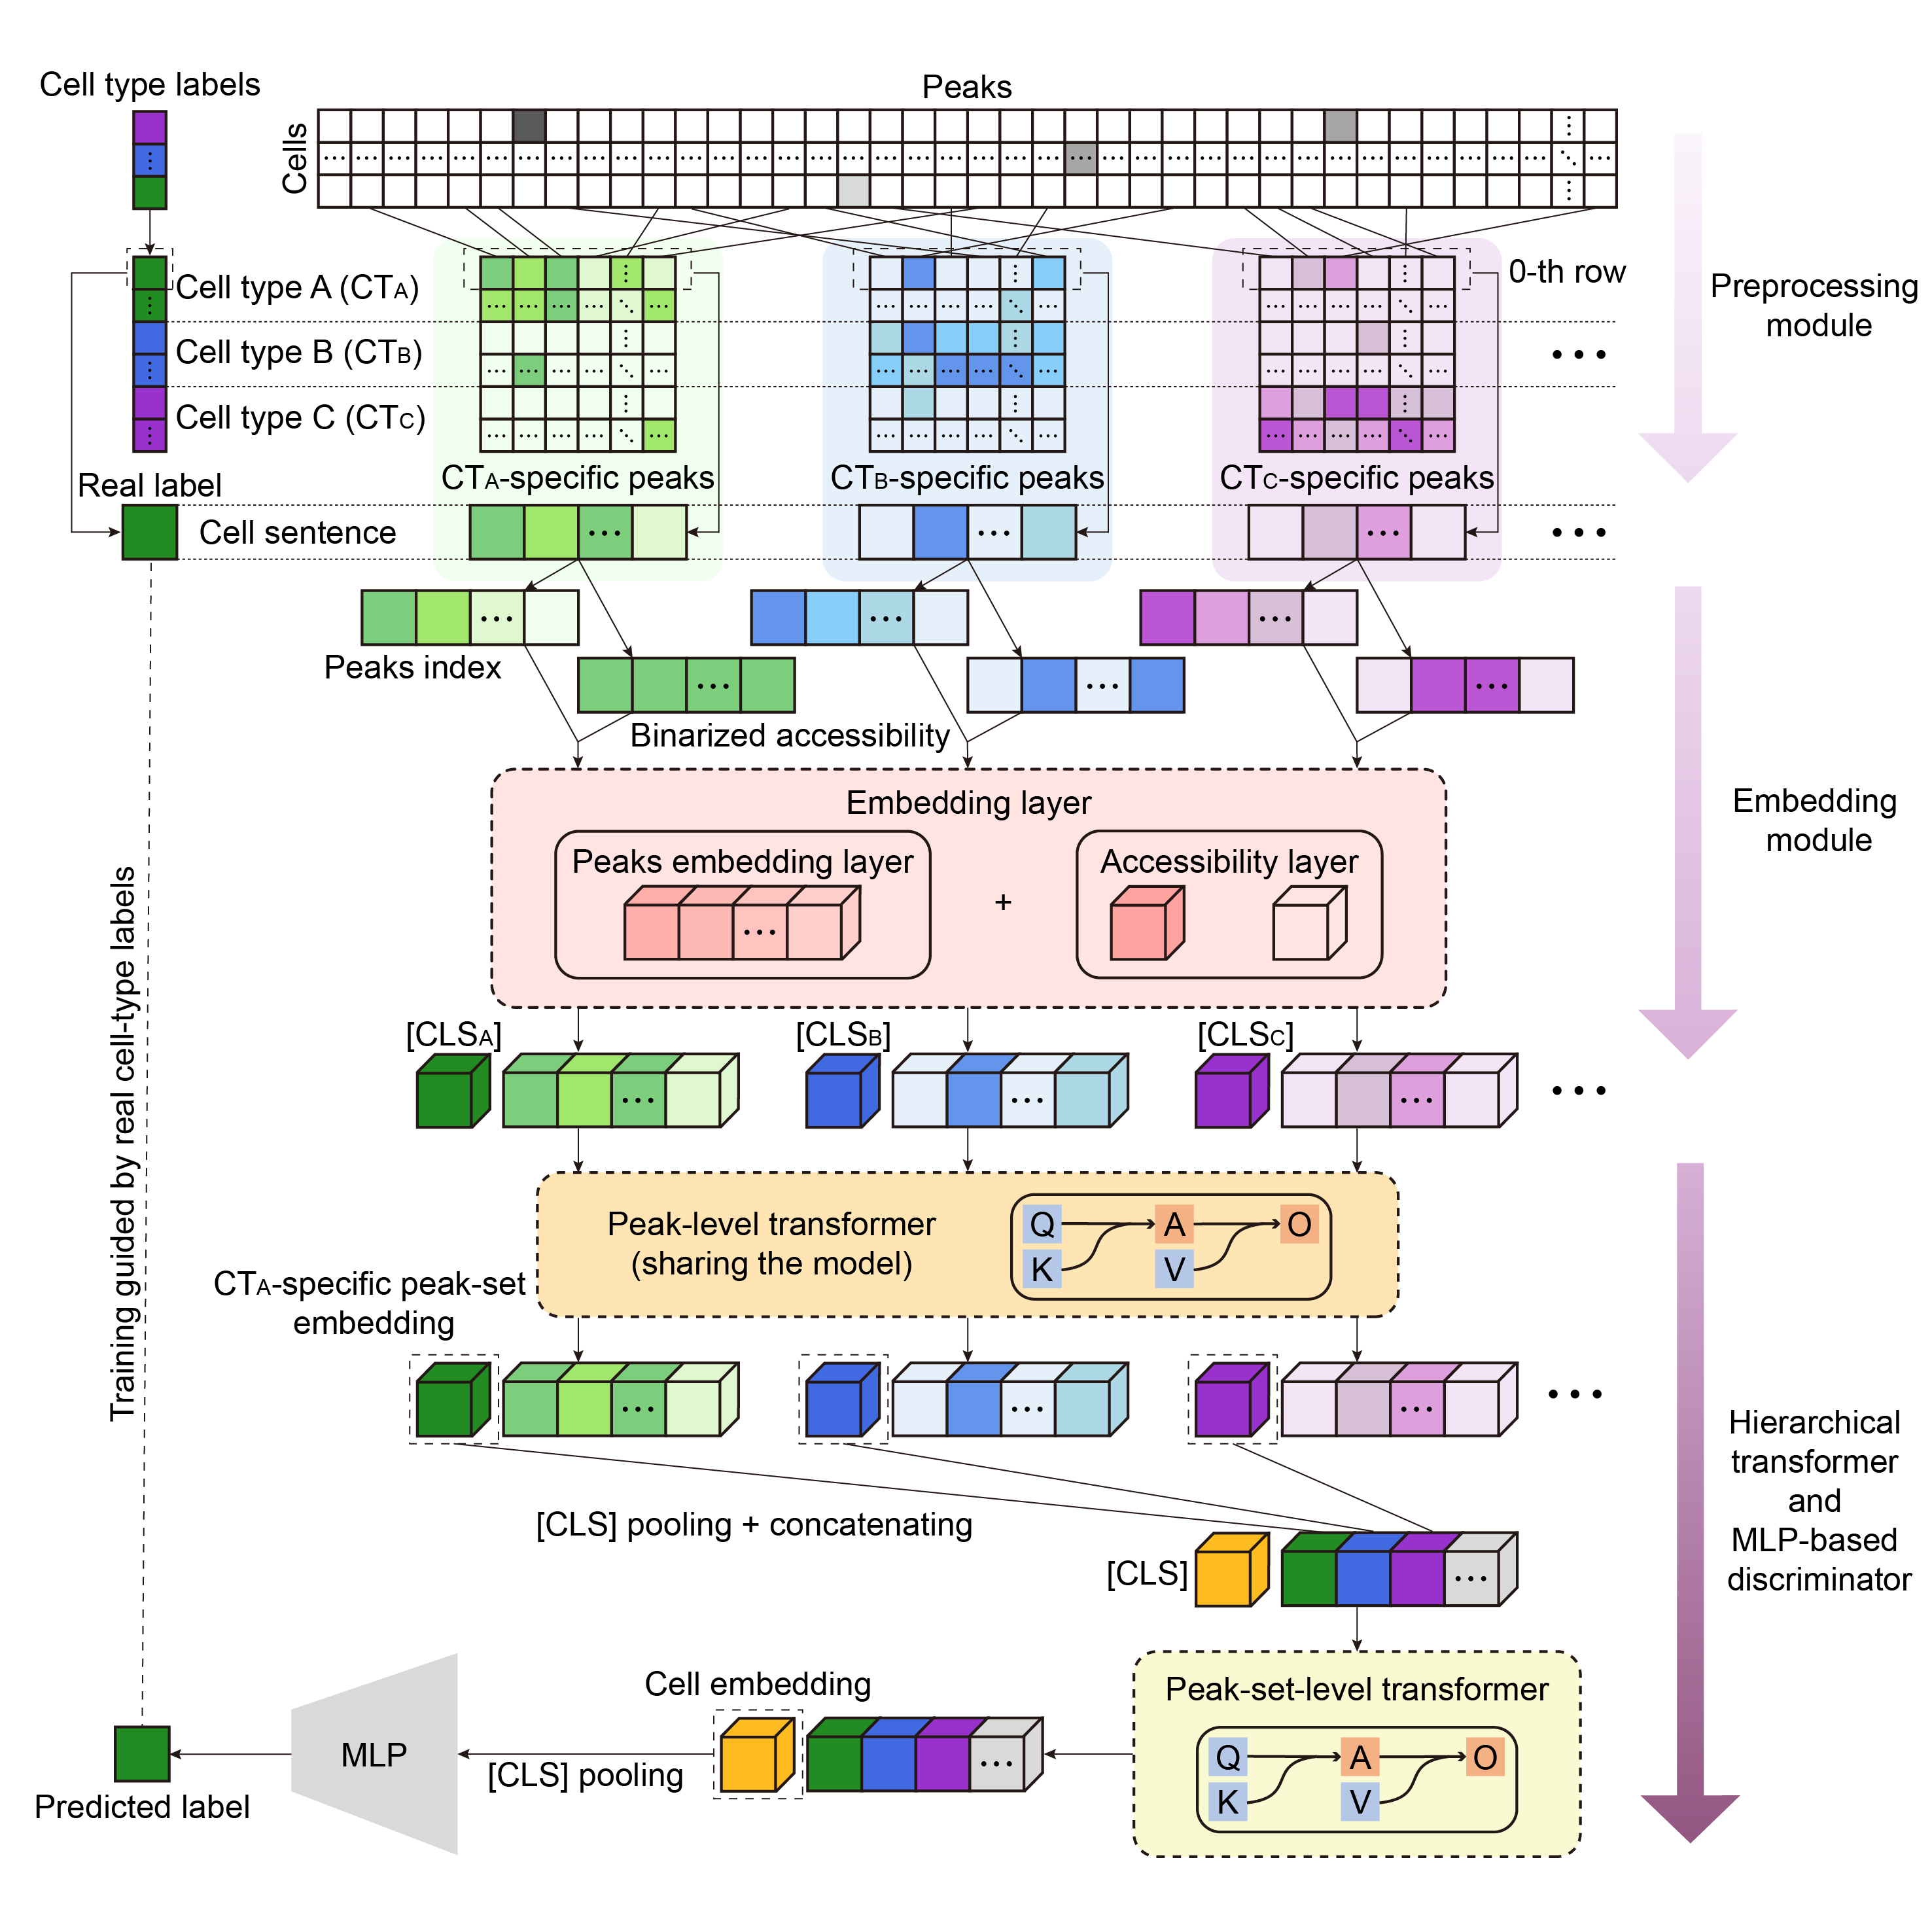 Cell type labels
Peaks
Cells
Cell type A (CTA)
0-th row
Preprocessing
module
Cell type B (CTB)
Cell type C (CTC)
CTA-specific peaks
CTB-specific peaks
CTC-specific peaks
Real label
Cell sentence
Peaks index
Binarized accessibility
Embedding layer
Peaks embedding layer
+
Accessibility layer
Embedding
module
Training guided by real cell-type labels
[CLSA]
[CLSB]
[CLSC]
Peak-level transformer
(sharing the model)
Q
A
O
K
V
CTA-specific peak-set
embedding
Hierarchical
transformer
and
MLP-based
discriminator
[CLS] pooling + concatenating
[CLS]
Peak-set-level transformer
Q
A
O
K
V
Cell embedding
[CLS] pooling
MLP
Predicted label